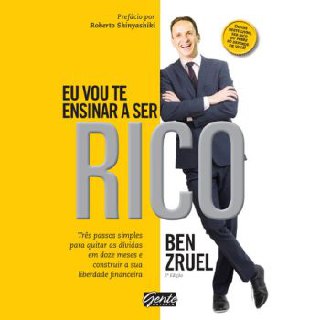 Prefácio por
Roberto Shinyashiki
EU VOU TE
ENSINAR A SER
RICO
Três passos simples
para quitar as dívidas
em doze meses e
construir a sua
liberdade financeira
BEN
ZRUEL
gente